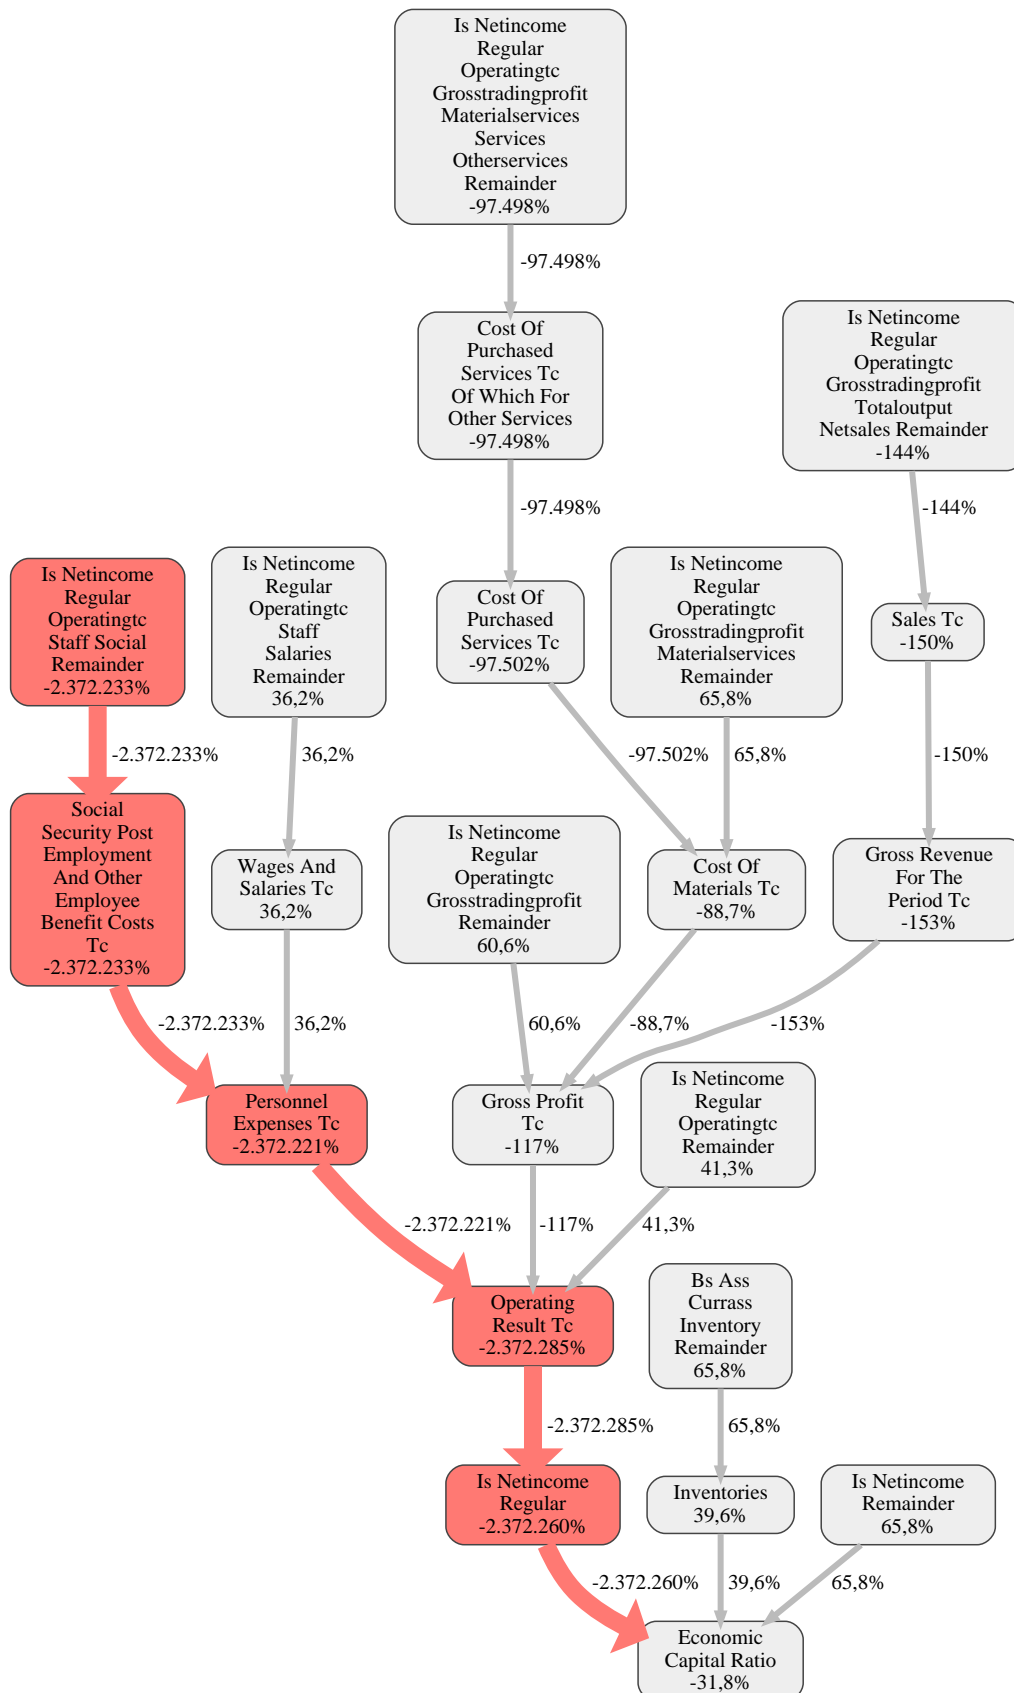 Is Netincome
Regular
Operatingtc
Grosstradingprofit
Materialservices
Services
Otherservices
Remainder
-97.498%
-97.498%
Cost Of
Purchased
Services Tc
Of Which For
Other Services
-97.498%
Is Netincome
Regular
Operatingtc
Grosstradingprofit
Totaloutput
Netsales Remainder
-144%
-97.498%
-144%
Is Netincome
Regular
Operatingtc
Staff Social
Remainder
-2.372.233%
Is Netincome
Regular
Operatingtc
Staff
Salaries
Remainder
36,2%
Cost Of
Purchased
Services Tc
-97.502%
Is Netincome
Regular
Operatingtc
Grosstradingprofit
Materialservices
Remainder
65,8%
Sales Tc
-150%
-2.372.233%
36,2%
-97.502%
65,8%
-150%
Social
Security Post
Employment
And Other
Employee
Benefit Costs
Tc
-2.372.233%
Wages And
Salaries Tc
36,2%
Is Netincome
Regular
Operatingtc
Grosstradingprofit
Remainder
60,6%
Cost Of
Materials Tc
-88,7%
Gross Revenue
For The
Period Tc
-153%
-2.372.233%
36,2%
60,6%
-88,7%
-153%
Personnel
Expenses Tc
-2.372.221%
Gross Profit
Tc
-117%
Is Netincome
Regular
Operatingtc
Remainder
41,3%
-2.372.221%
-117%
41,3%
Operating
Result Tc
-2.372.285%
Bs Ass
Currass
Inventory
Remainder
65,8%
-2.372.285%
65,8%
Is Netincome
Regular
-2.372.260%
Inventories
39,6%
Is Netincome
Remainder
65,8%
-2.372.260%
39,6%
65,8%
Economic
Capital Ratio
-31,8%